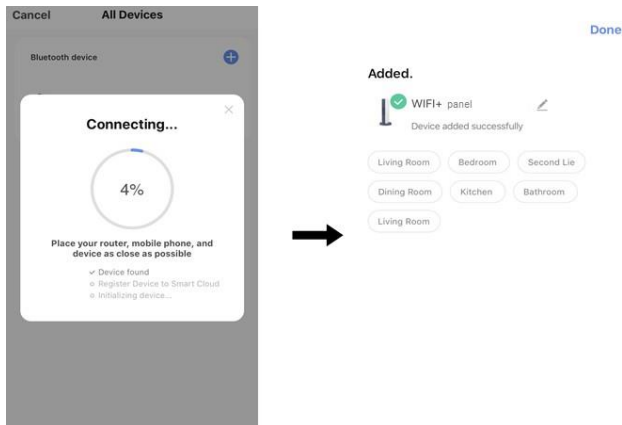 Cancel All Devices
Bluetooth device
Connecting...
4%
Place your router, mobile phone, and
device as close as possible
Device found
Register Device to Smart Cloud
Initializing device...
Done
Added.
WIFI+ panel
Device added successfully
Living Room Bedroom Second Lie
Dining Room Kitchen Bathroom
Living Room